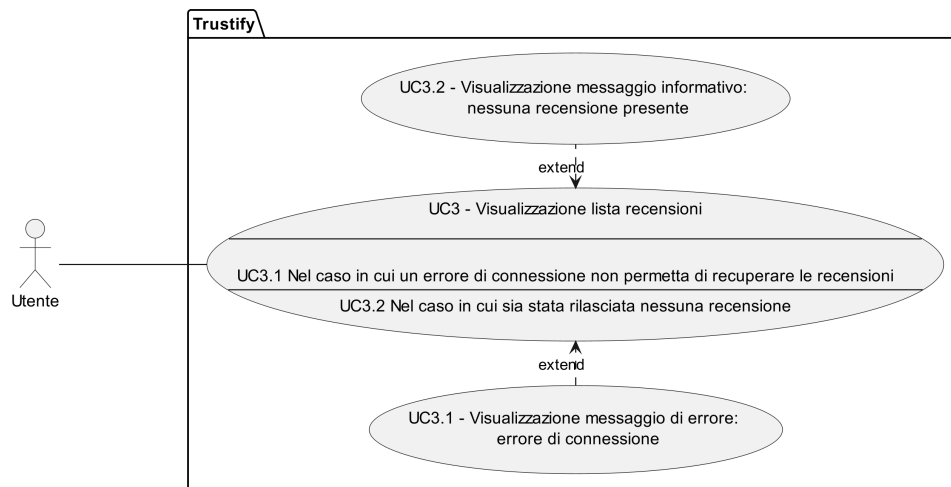 Trustify
UC3.2 - Visualizzazione messaggio informativo:
nessuna recensione presente
extend
UC3 - Visualizzazione lista recensioni
UC3.1 Nel caso in cui un errore di connessione non permetta di recuperare le recensioni
UC3.2 Nel caso in cui sia stata rilasciata nessuna recensione
Utente
extend
UC3.1 - Visualizzazione messaggio di errore:
errore di connessione